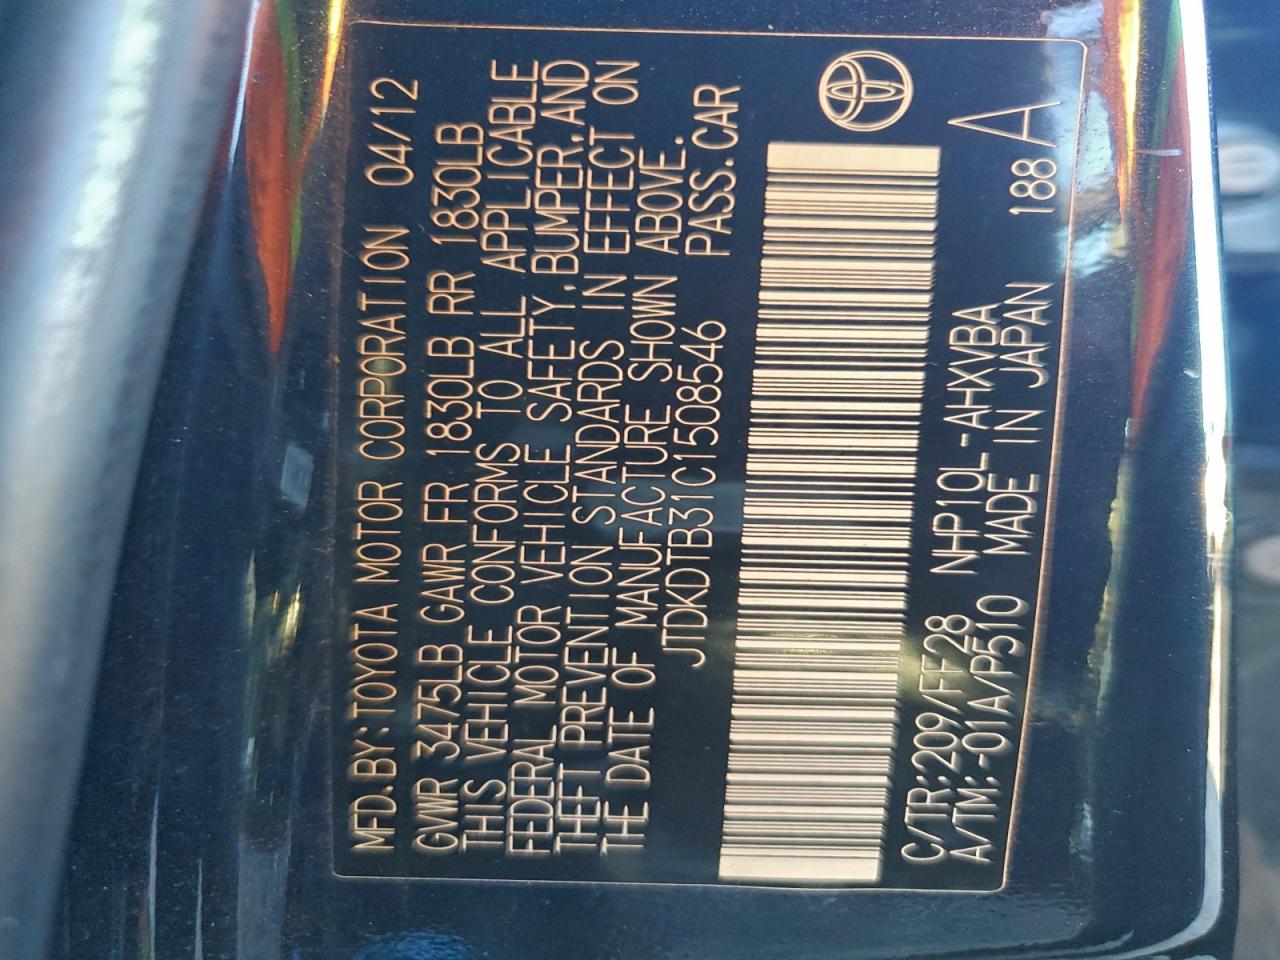 MFD.BY:TOYOTA MOTOR CORPORATION 04/12
GVWR 3475LB GAWR FR 1830LB RR 1830LB
THIS VEHICLE CONFORMS TO ALL APPLICABLE
FEDERAL MOTOR VEHICLE SAFETY,BUMPER,AND
THEFT PREVENTION STANDARDS IN EFFECT ON
THE DATE OF MANUFACTURE SHOWN ABOVE.
JTDKDTB31C1508546 PASS.CAR
C/TR:209/FF28 NHP10L-AHXVBA
A/TM:-01A/P510 MADE IN JAPAN 188 A